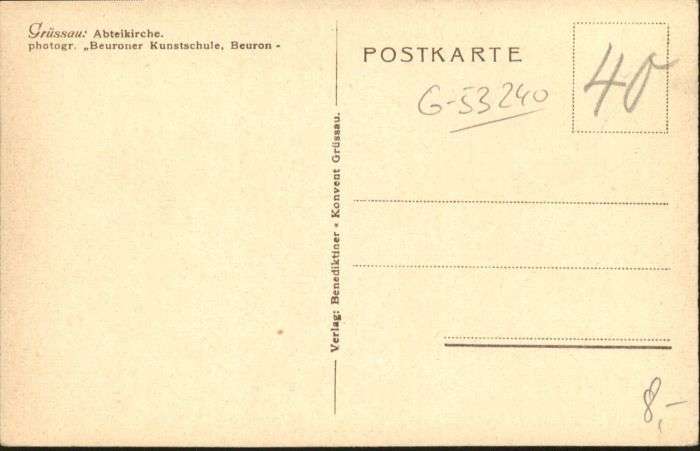 Grüssau: Abteikirche.
photogr. „Beuroner Kunstschule, Beuron -
POSTKARTE
40
G-53240
Verlag: Benediktiner - Konvent Grüssau.
8,-